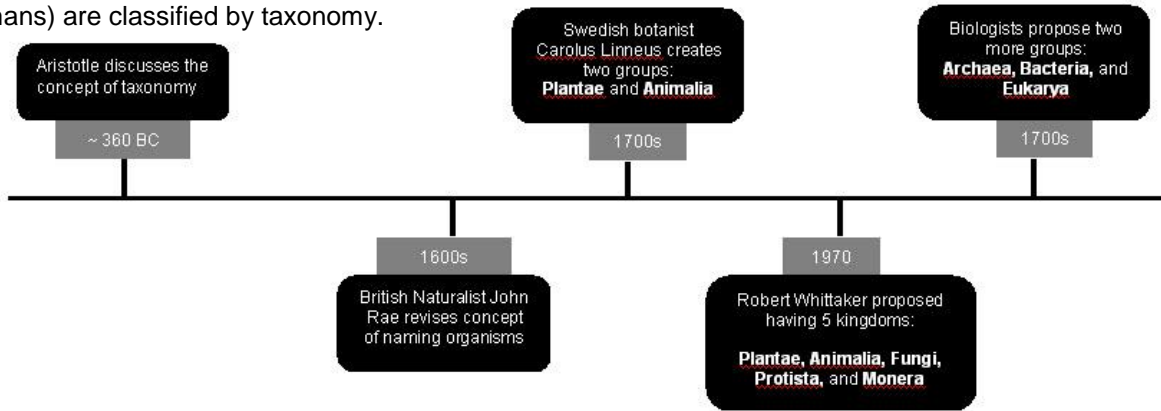 nans) are classified by taxonomy.
Aristotle discusses the
concept of taxonomy
~ 360 BC
1600s
British Naturalist John
Rae revises concept
of naming organisms
Swedish botanist
Carolus Linneus creates
two groups:
Plantae and Animalia
1700s
1970
Robert Whittaker proposed
having 5 kingdoms:
Plantae, Animalia, Fungi,
Protista, and Monera
Biologists propose two
more groups:
Archaea, Bacteria, and
Eukarya
1700s